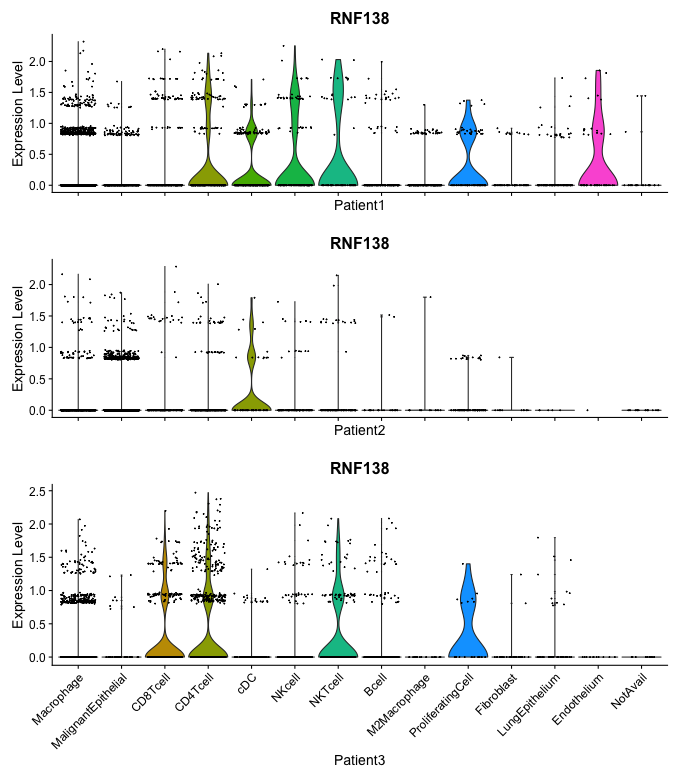 RNF138
Expression Level
2.0
1.5
1.0
0.5
0.0
Patient1
RNF138
Expression Level
2.0
1.5
1.0
0.5
0.0
Patient2
RNF138
Expression Level
2.5
2.0
1.5
1.0
0.5
0.0
Macrophage
MalignantEpithelial
CD8Tcell
CD4Tcell
cDC
NKcell
NKTcell
Bcell
M2Macrophage
ProliferatingCell
Fibroblast
LungEpithelium
Endothelium
NotAvail
Patient3